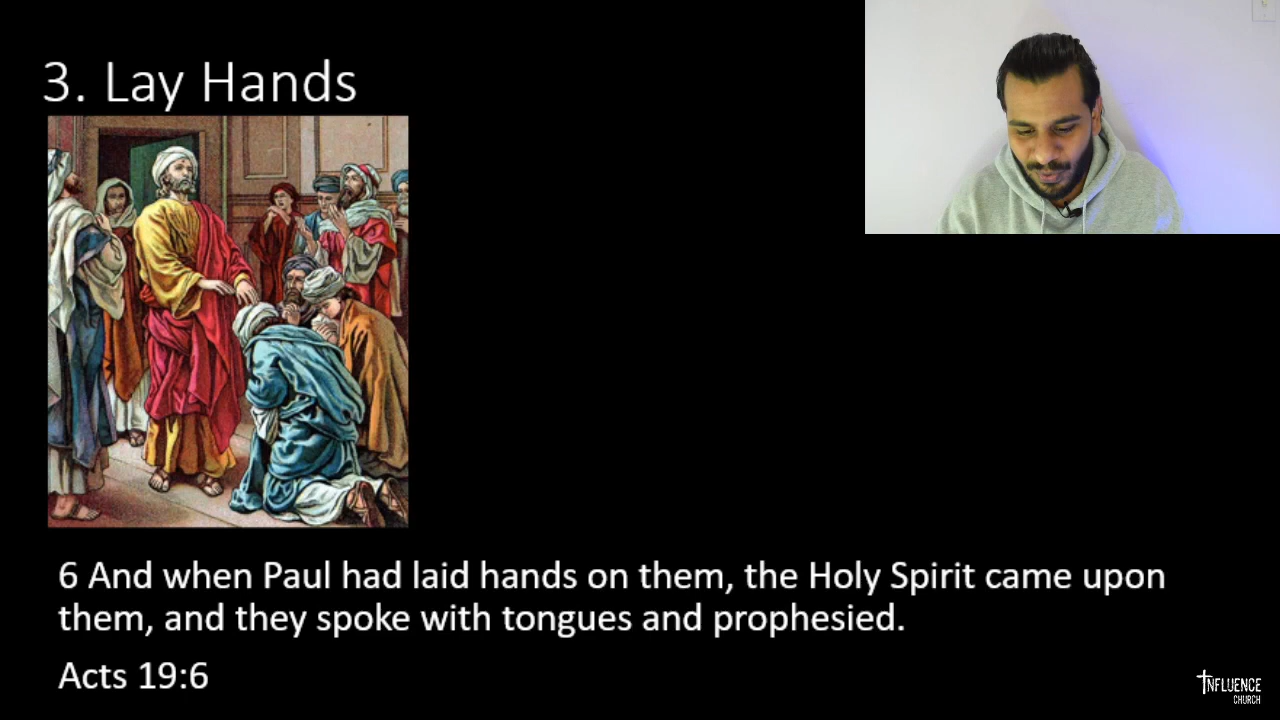 3. Lay Hands
6 And when Paul had laid hands on them, the Holy Spirit came upon
them, and they spoke with tongues and prophesied.
Acts 19:6
INFLUENCE
CHURCH